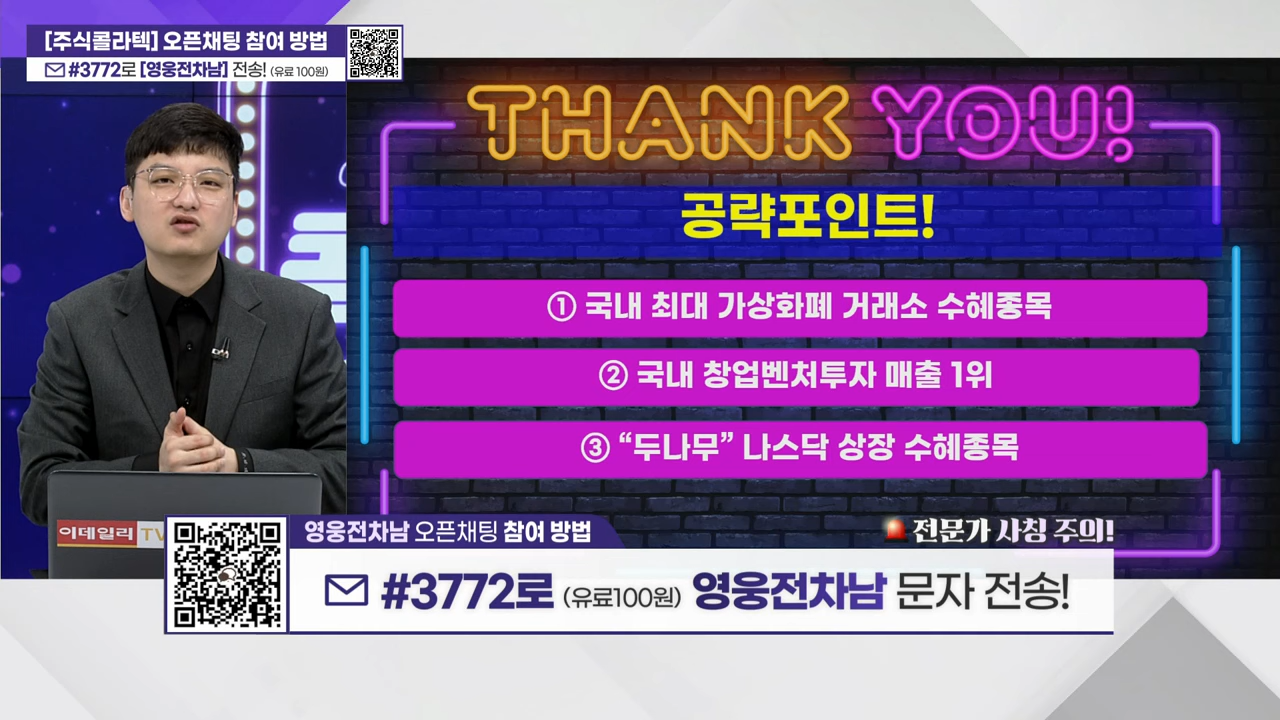 [주식콜라텍] 오픈채팅 참여 방법
#3772로 [영웅전차남] 전송! (유료 100원)
THANK YOU!
공략포인트!
① 국내 최대 가상화폐 거래소 수혜종목
② 국내 창업벤처투자 매출 1위
③ “두나무” 나스닥 상장 수혜종목
이데일리 TV
영웅전차남 오픈채팅 참여 방법
전문가 사칭 주의!
#3772로 (유료100원) 영웅전차남 문자 전송!